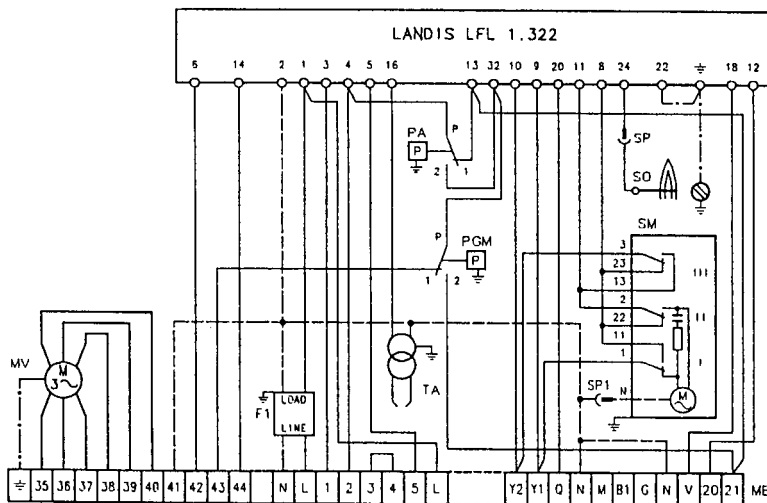 LANDIS LFL 1.322
6 14 2 1 3 4 5 16 13 32 10 9 20 11 8 24 22 18 12
PA P P 1 2
SP
SO
SM
P PGM P 1 2
3 23 13 III
2 22 11 II
1 I
MV M 3~
F1 LOAD LINE
TA
SP1 N M
35 36 37 38 39 40 41 42 43 44 N L 1 2 3 4 5 L Y2 Y1 Q N M B1 G N V 20 21 MB